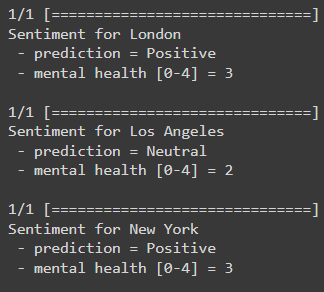 1/1 [==============================]
Sentiment for London
- prediction = Positive
- mental health [0-4] = 3
1/1 [==============================]
Sentiment for Los Angeles
- prediction = Neutral
- mental health [0-4] = 2
1/1 [==============================]
Sentiment for New York
- prediction = Positive
- mental health [0-4] = 3